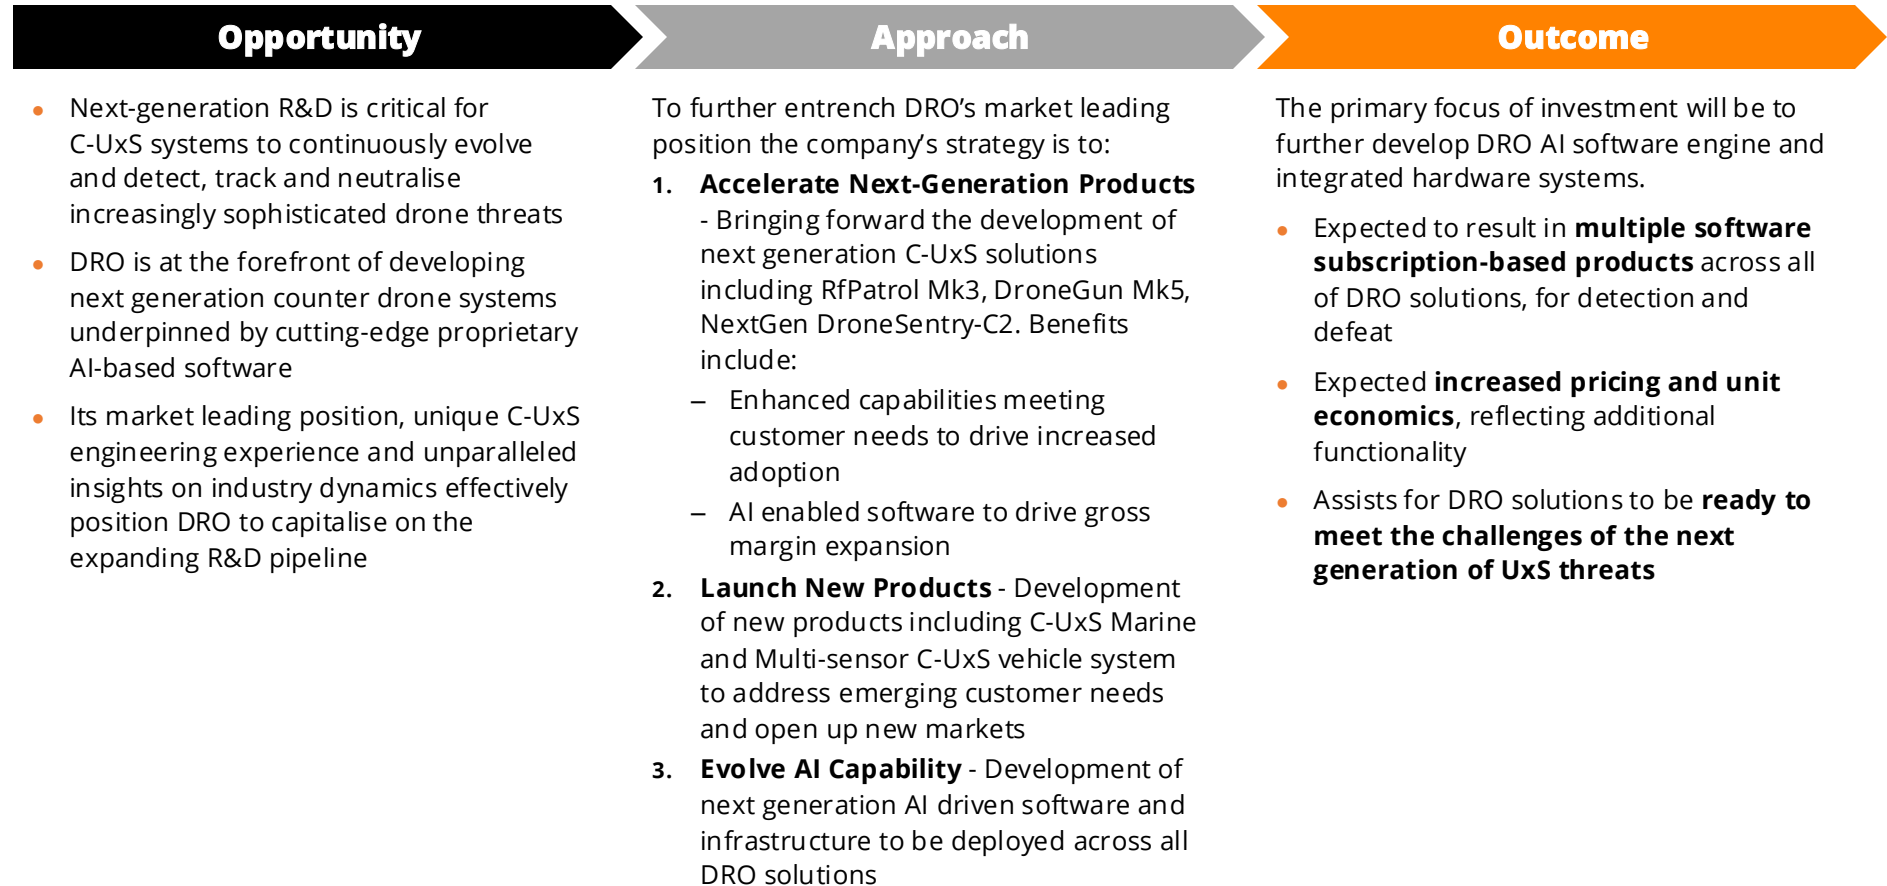 Opportunity
Next-generation R&D is critical for
C-UxS systems to continuously evolve
and detect, track and neutralise
increasingly sophisticated drone threats
DRO is at the forefront of developing
next generation counter drone systems
underpinned by cutting-edge proprietary
AI-based software
Its market leading position, unique C-UxS
engineering experience and unparalleled
insights on industry dynamics effectively
position DRO to capitalise on the
expanding R&D pipeline
Approach
To further entrench DRO’s market leading
position the company’s strategy is to:
1. Accelerate Next-Generation Products
- Bringing forward the development of
next generation C-UxS solutions
including RfPatrol Mk3, DroneGun Mk5,
NextGen DroneSentry-C2. Benefits
include:
– Enhanced capabilities meeting
customer needs to drive increased
adoption
– AI enabled software to drive gross
margin expansion
2. Launch New Products - Development
of new products including C-UxS Marine
and Multi-sensor C-UxS vehicle system
to address emerging customer needs
and open up new markets
3. Evolve AI Capability - Development of
next generation AI driven software and
infrastructure to be deployed across all
DRO solutions
Outcome
The primary focus of investment will be to
further develop DRO AI software engine and
integrated hardware systems.
Expected to result in multiple software
subscription-based products across all
of DRO solutions, for detection and
defeat
Expected increased pricing and unit
economics, reflecting additional
functionality
Assists for DRO solutions to be ready to
meet the challenges of the next
generation of UxS threats